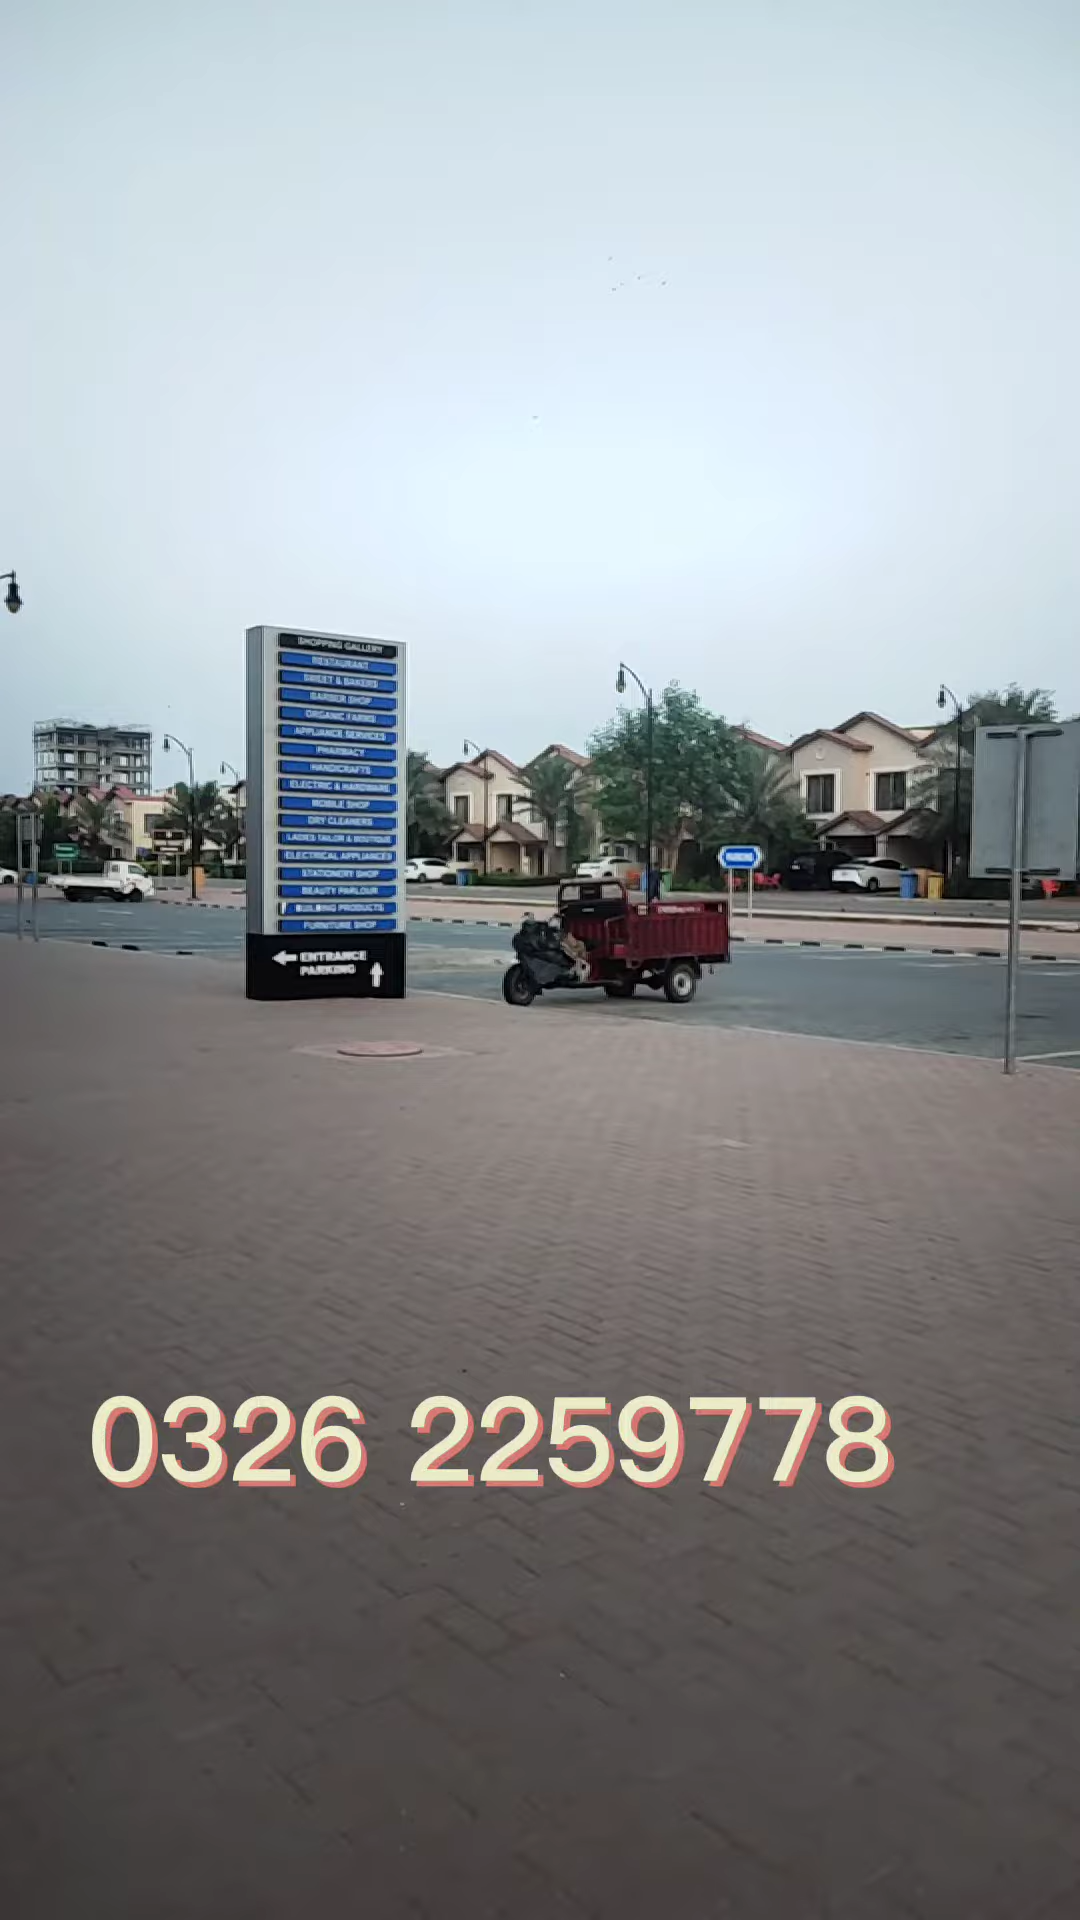 SHOPPING GALLERY
RESTAURANT
SWEET & BAKERS
BARBER SHOP
ORGANIC FARMS
APPLIANCE SERVICES
PHARMACY
HANDICRAFTS
ELECTRIC & HARDWARE
MOBILE SHOP
DRY CLEANERS
LADIES TAILOR & BOUTIQUE
ELECTRICAL APPLIANCES
STATIONERY SHOP
BEAUTY PARLOUR
BUILDING PRODUCTS
FURNITURE SHOP
ENTRANCE
PARKING
PARKING
0326 2259778